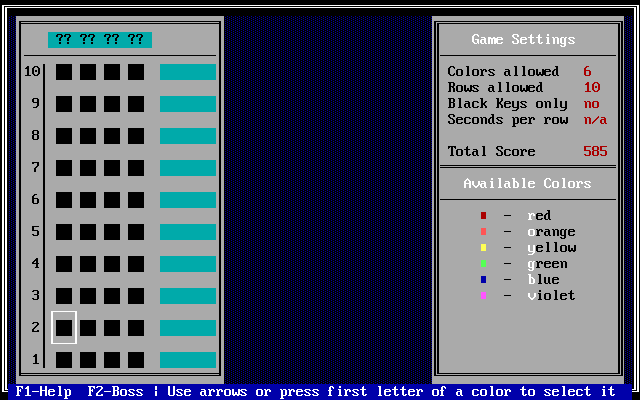 ?? ?? ?? ??
10
9
8
7
6
5
4
3
2
1
Game Settings
Colors allowed 6
Rows allowed 10
Black Keys only no
Seconds per row n/a
Total Score 585
Available Colors
- red
- orange
- yellow
- green
- blue
- violet
F1-Help F2-Boss ¦ Use arrows or press first letter of a color to select it